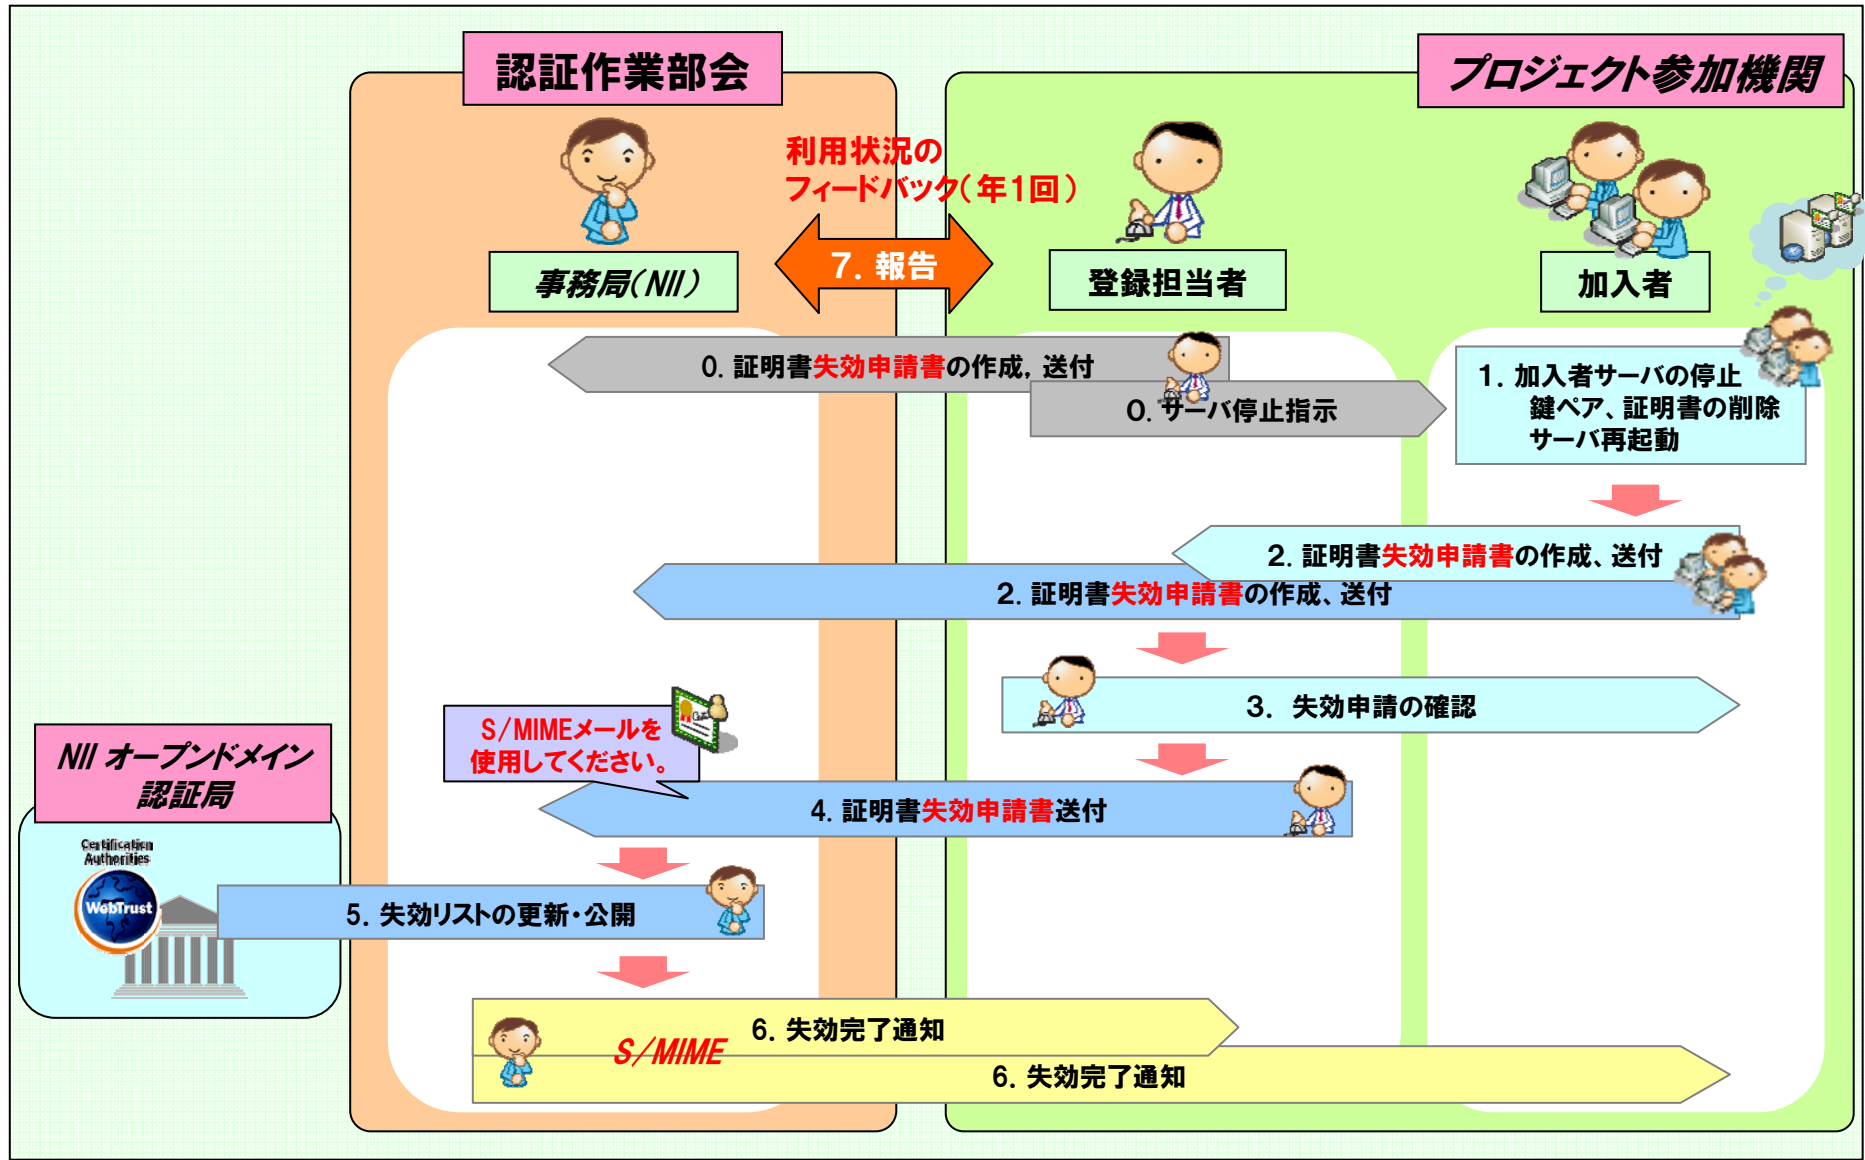 認証作業部会
プロジェクト参加機関
利用状況の
フィードバック（年1回）
7．報告
事務局（NII）
登録担当者
加入者
0．証明書失効申請書の作成，送付
0．サーバ停止指示
1．加入者サーバの停止
鍵ペア、証明書の削除
サーバ再起動
2．証明書失効申請書の作成、送付
2．証明書失効申請書の作成、送付
3．失効申請の確認
S/MIMEメールを
使用してください。
4．証明書失効申請書送付
NII オープンドメイン
認証局
Certification
Authorities
WebTrust
5．失効リストの更新・公開
6．失効完了通知
S/MIME
6．失効完了通知